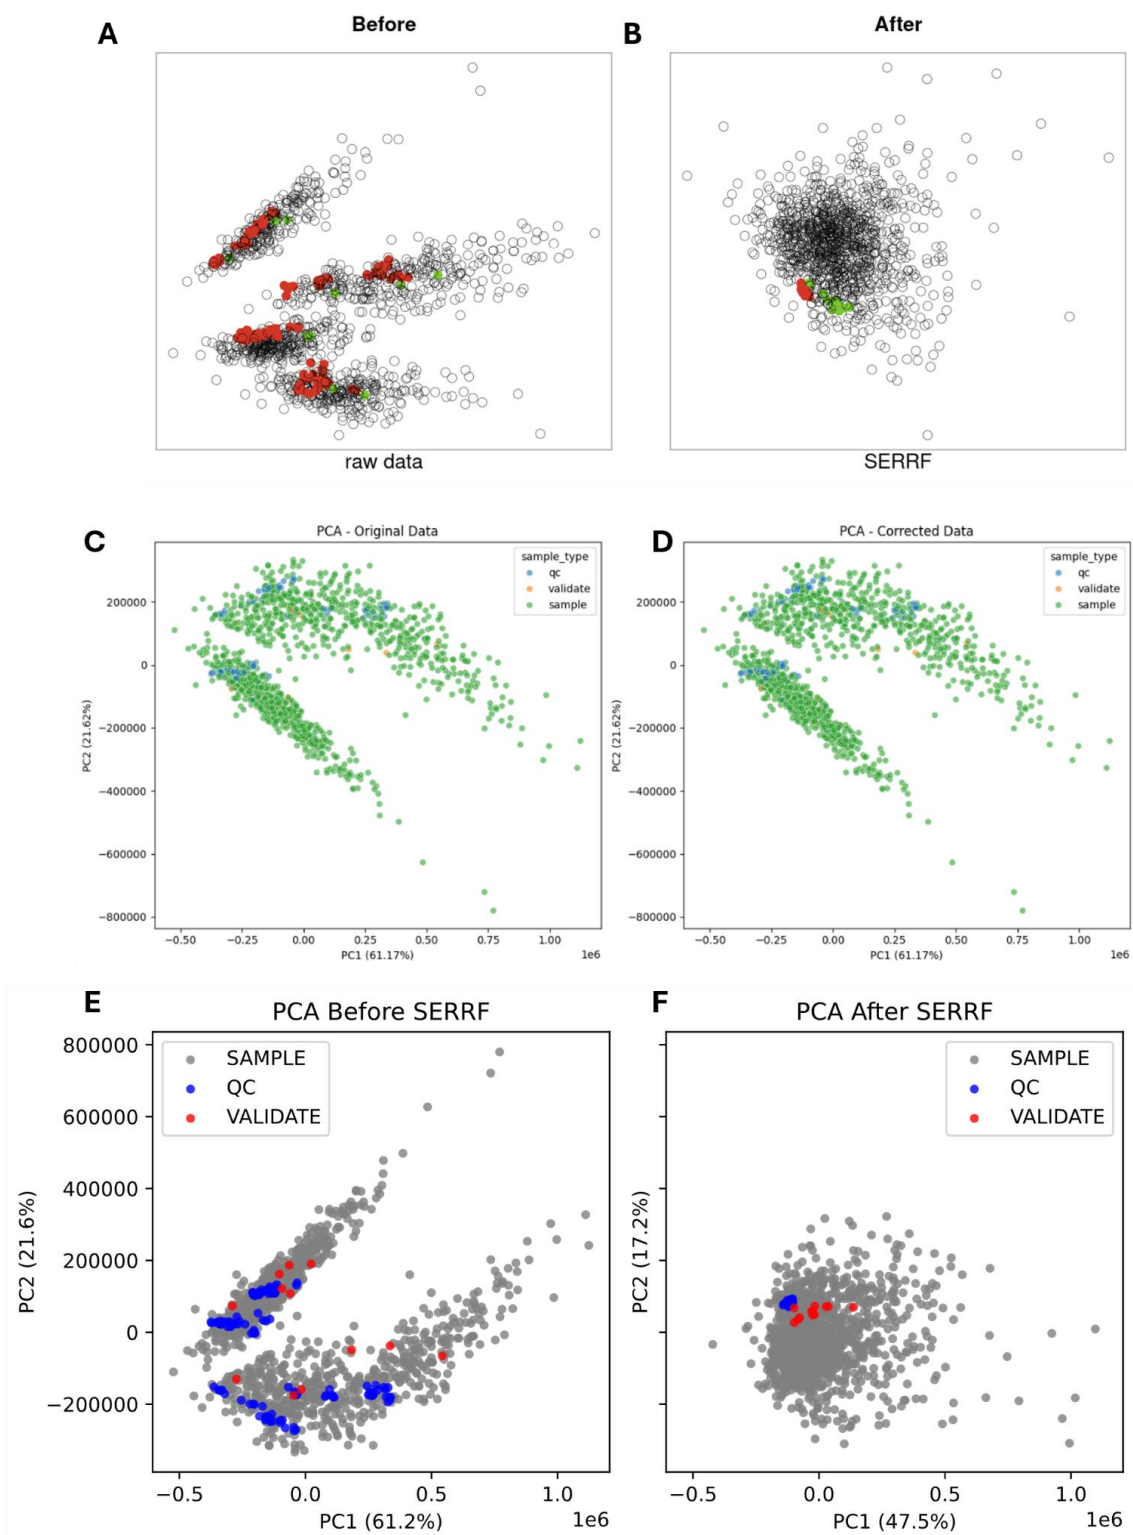 A
Before
B
After
raw data
SERRF
C
PCA - Original Data
D
PCA - Corrected Data
sample_type
qc
validate
sample
sample_type
qc
validate
sample
200000
0
−200000
−400000
−600000
−800000
PC2 (21.62%)
−0.50
−0.25
0.00
0.25
0.50
0.75
1.00
1e6
PC1 (61.17%)
200000
0
−200000
−400000
−600000
−800000
PC2 (21.62%)
−0.50
−0.25
0.00
0.25
0.50
0.75
1.00
1e6
PC1 (61.17%)
E
PCA Before SERRF
F
PCA After SERRF
SAMPLE
QC
VALIDATE
SAMPLE
QC
VALIDATE
800000
600000
400000
200000
0
−200000
PC2 (21.6%)
−0.5
0.0
0.5
1.0
1e6
PC1 (61.2%)
PC2 (17.2%)
−0.5
0.0
0.5
1.0
1e6
PC1 (47.5%)